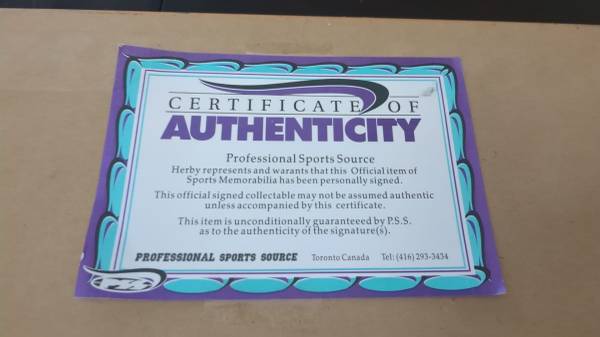 CERTIFICATE OF
AUTHENTICITY
Professional Sports Source
Herby represents and warants that this Official item of
Sports Memorabilia has been personally signed.
This official signed collectable may not be assumed authentic
unless accompanied by this certificate.
This item is unconditionally guaranteeed by P.S.S.
as to the authenticity of the signature(s).
PROFESSIONAL SPORTS SOURCE Toronto Canada Tel: (416) 293-3434